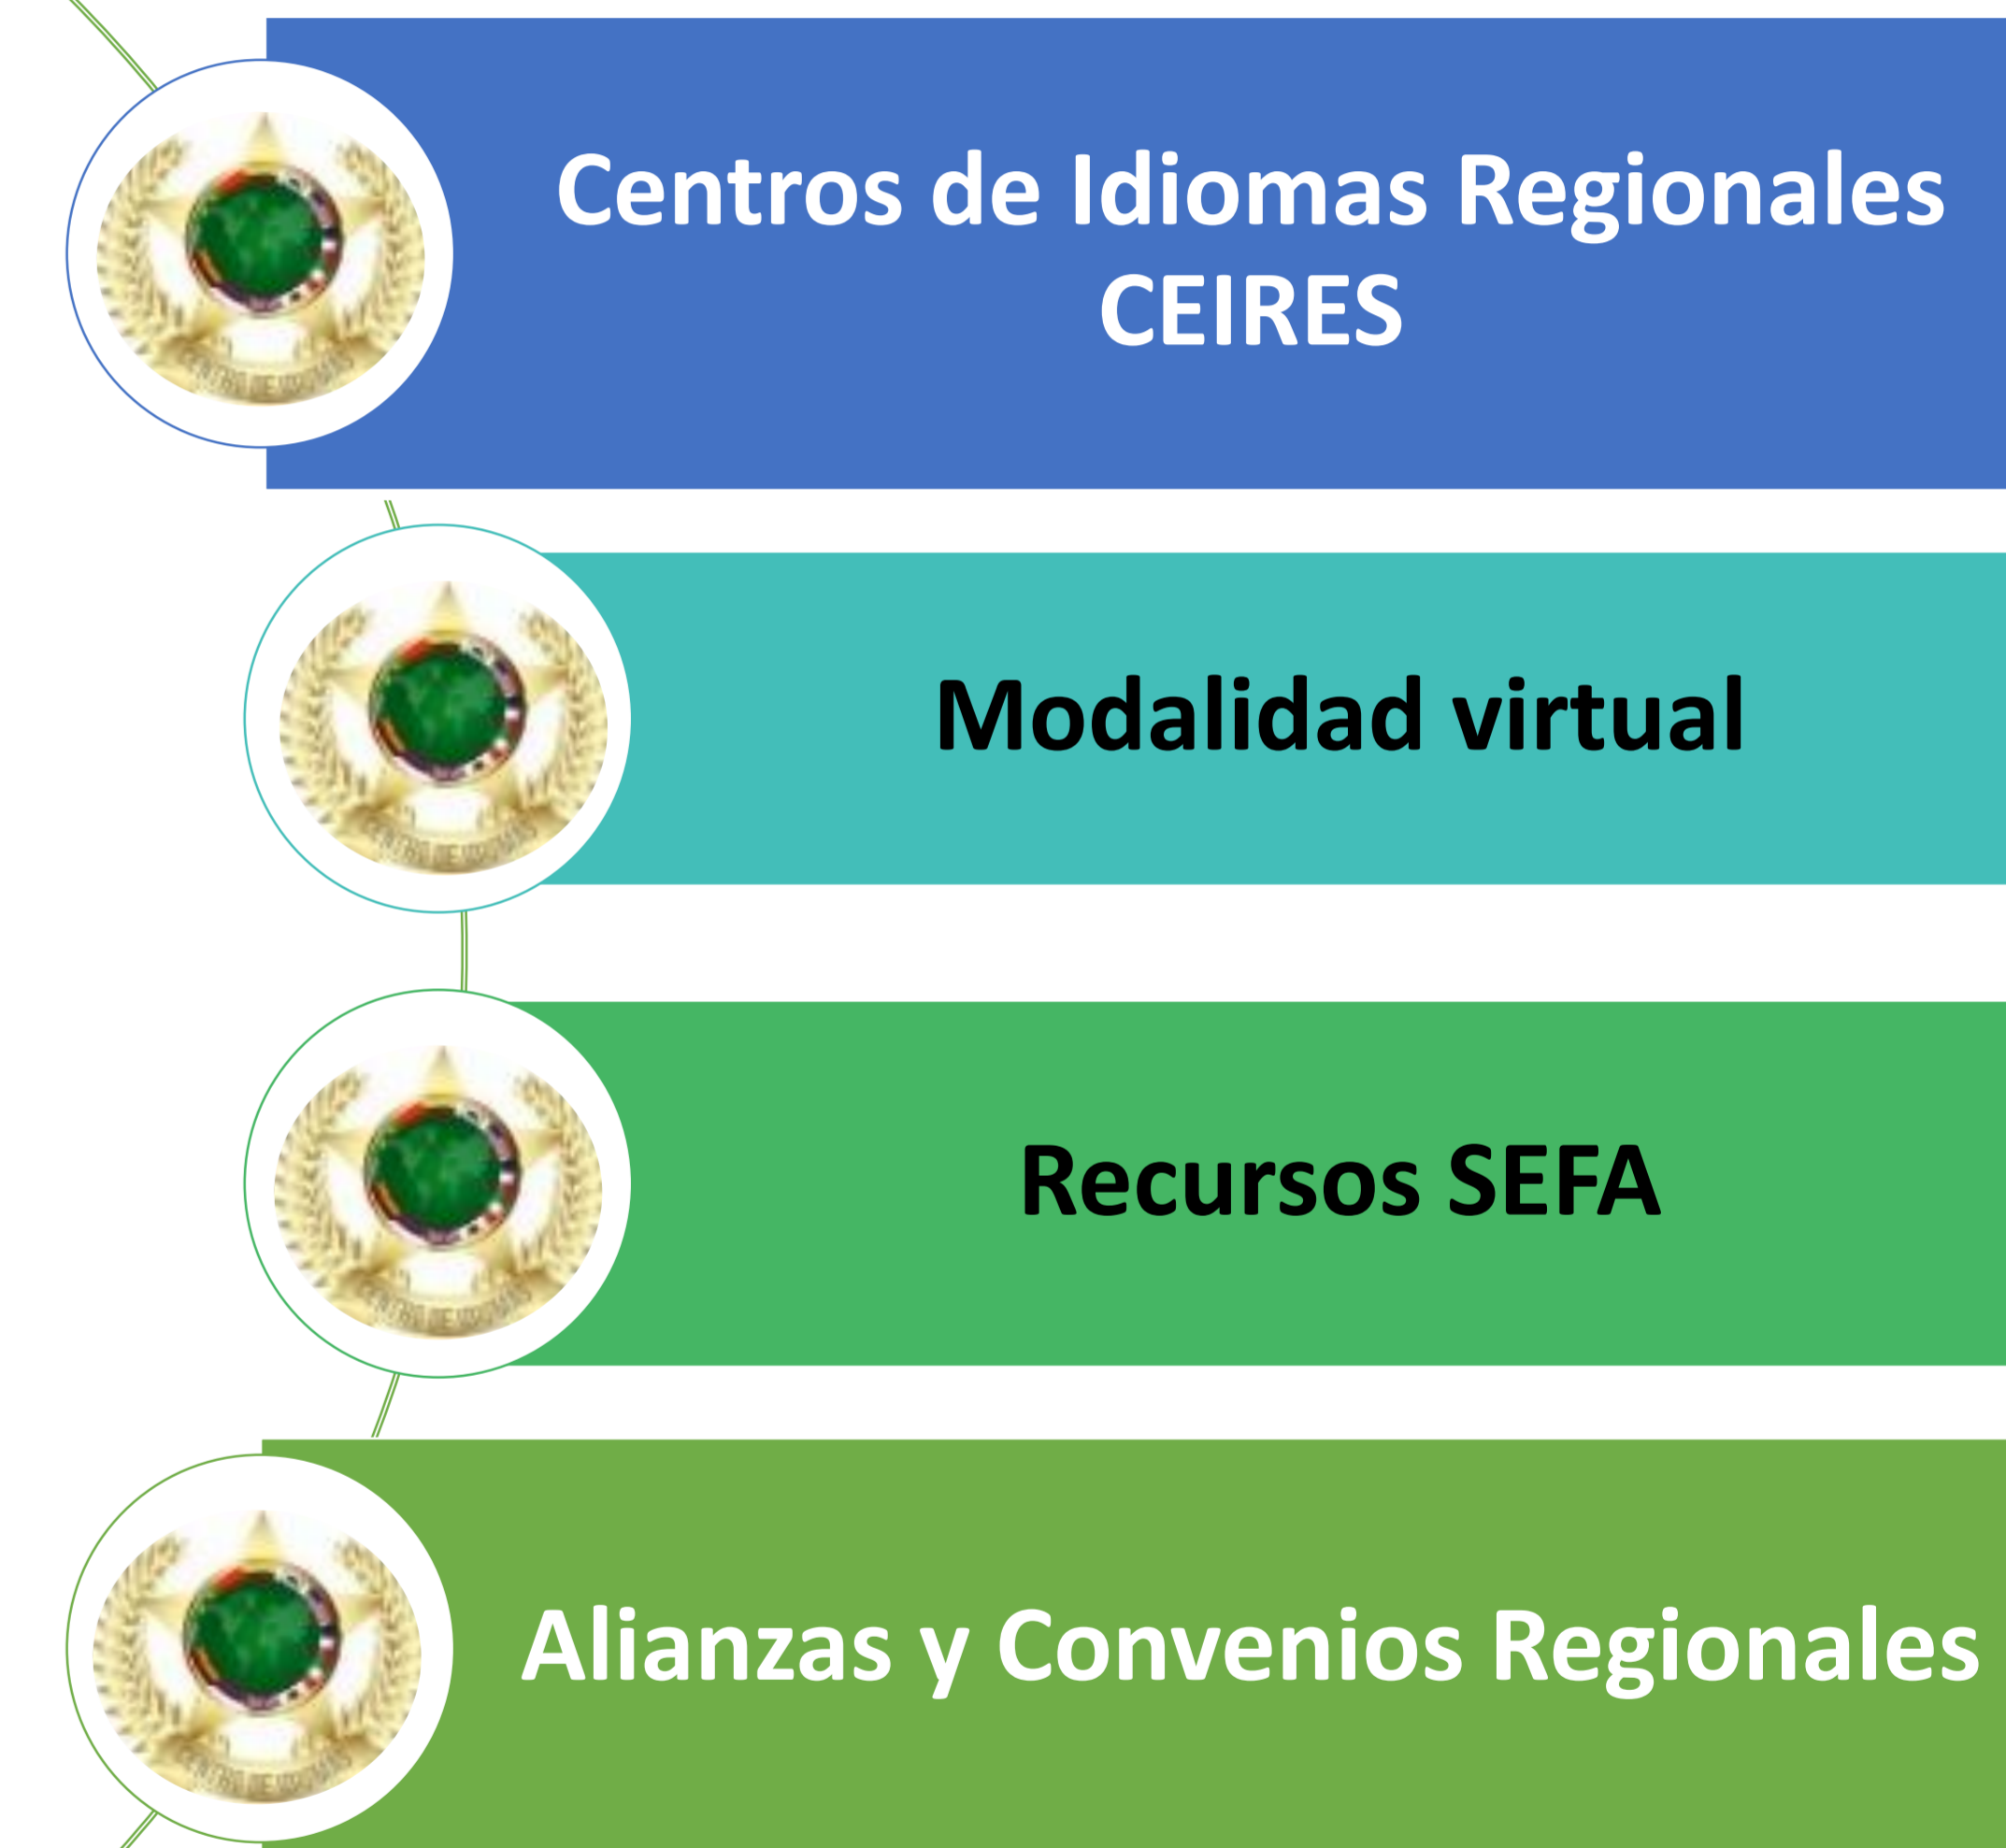 Centros de Idiomas Regionales
CEIRES
Modalidad virtual
Recursos SEFA
Alianzas y Convenios Regionales